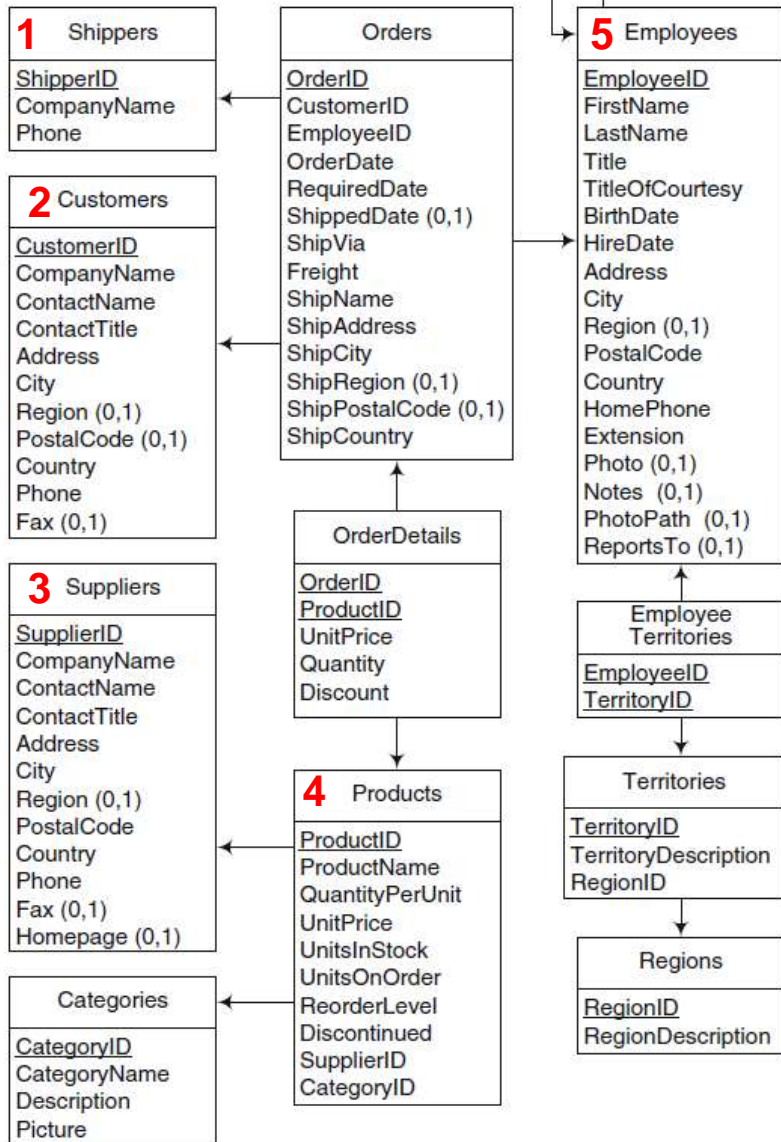 1 Shippers
ShipperID
CompanyName
Phone
2 Customers
CustomerID
CompanyName
ContactName
ContactTitle
Address
City
Region (0,1)
PostalCode (0,1)
Country
Phone
Fax (0,1)
3 Suppliers
SupplierID
CompanyName
ContactName
ContactTitle
Address
City
Region (0,1)
PostalCode
Country
Phone
Fax (0,1)
Homepage (0,1)
Categories
CategoryID
CategoryName
Description
Picture
Orders
OrderID
CustomerID
EmployeeID
OrderDate
RequiredDate
ShippedDate (0,1)
ShipVia
Freight
ShipName
ShipAddress
ShipCity
ShipRegion (0,1)
ShipPostalCode (0,1)
ShipCountry
OrderDetails
OrderID
ProductID
UnitPrice
Quantity
Discount
4 Products
ProductID
ProductName
QuantityPerUnit
UnitPrice
UnitsInStock
UnitsOnOrder
ReorderLevel
Discontinued
SupplierID
CategoryID
5 Employees
EmployeeID
FirstName
LastName
Title
TitleOfCourtesy
BirthDate
HireDate
Address
City
Region (0,1)
PostalCode
Country
HomePhone
Extension
Photo (0,1)
Notes (0,1)
PhotoPath (0,1)
ReportsTo (0,1)
Employee
Territories
EmployeeID
TerritoryID
Territories
TerritoryID
TerritoryDescription
RegionID
Regions
RegionID
RegionDescription